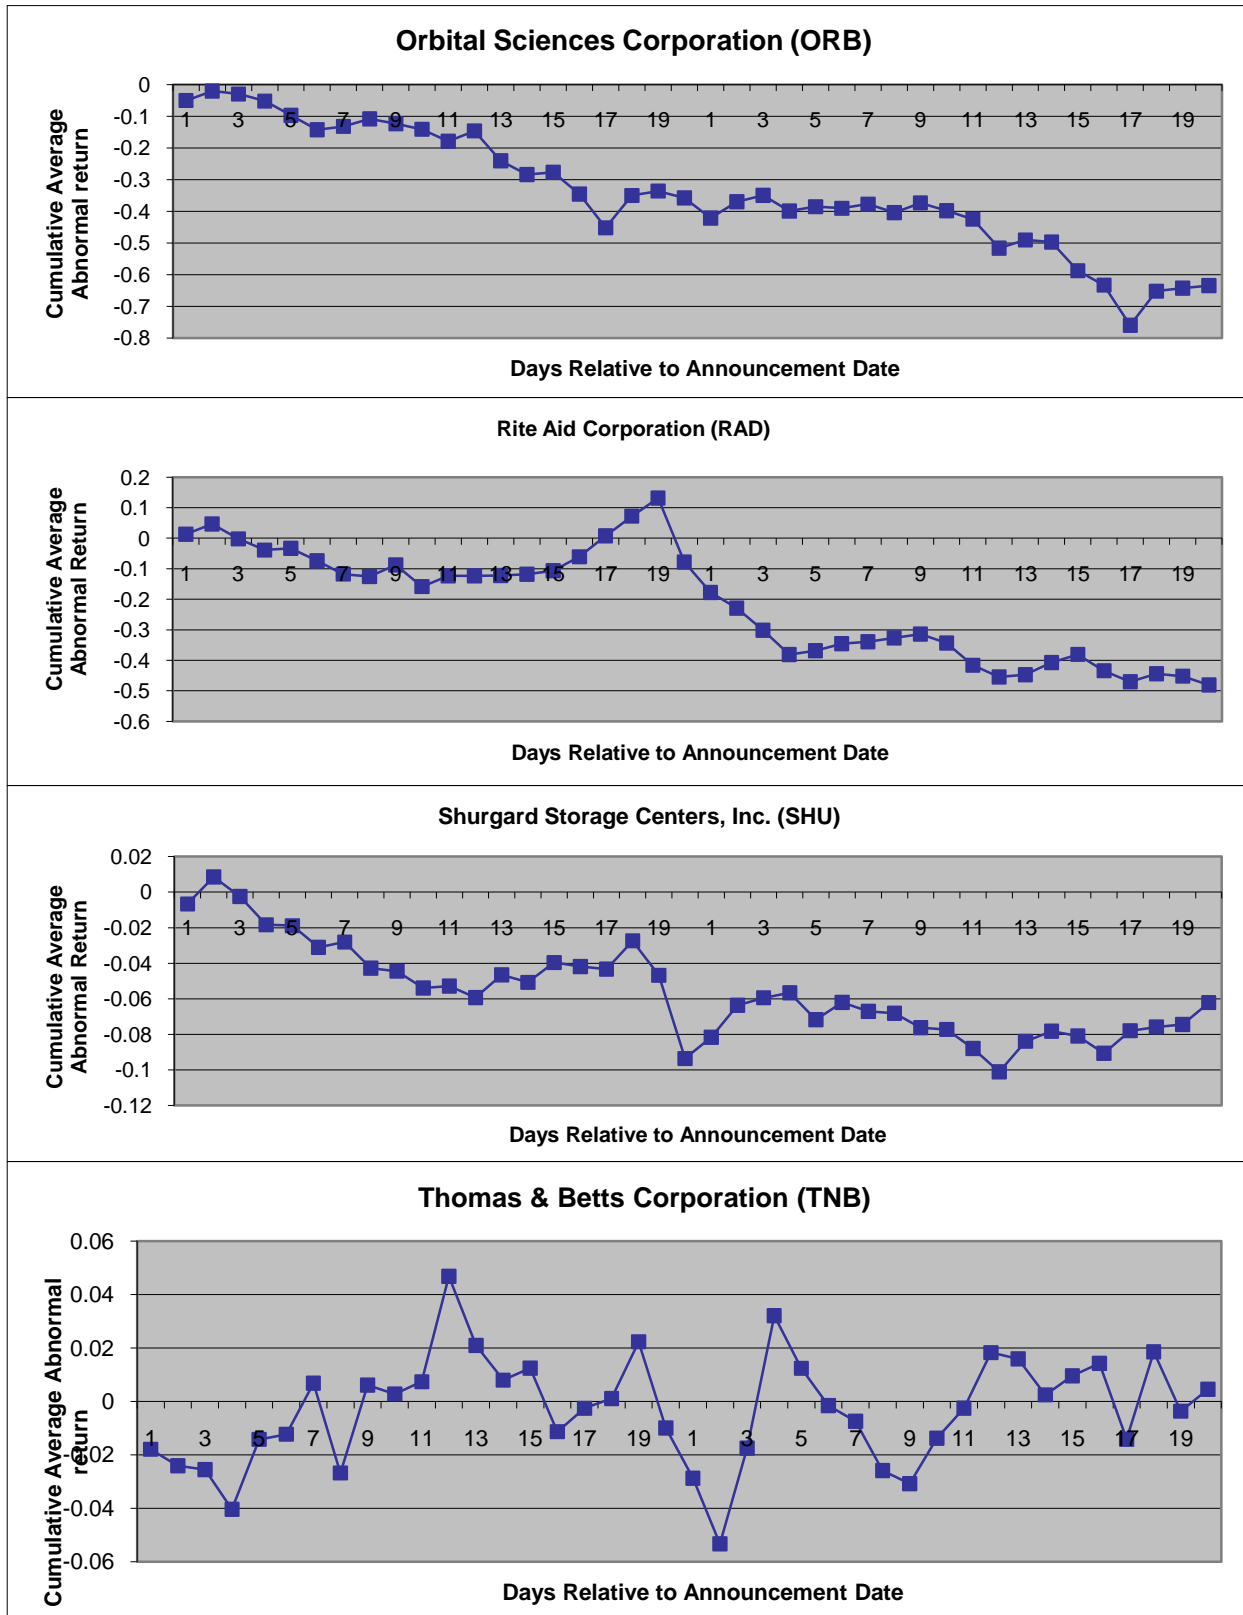 Orbital Sciences Corporation (ORB)
Cumulative Average
Abnormal return
0
-0.1
-0.2
-0.3
-0.4
-0.5
-0.6
-0.7
-0.8
1 3 5 7 9 11 13 15 17 19 1 3 5 7 9 11 13 15 17 19
Days Relative to Announcement Date
Rite Aid Corporation (RAD)
Cumulative Average
Abnormal Return
0.2
0.1
0
-0.1
-0.2
-0.3
-0.4
-0.5
-0.6
1 3 5 7 9 11 13 15 17 19 1 3 5 7 9 11 13 15 17 19
Days Relative to Announcement Date
Shurgard Storage Centers, Inc. (SHU)
Cumulative Average
Abnormal Return
0.02
0
-0.02
-0.04
-0.06
-0.08
-0.1
-0.12
1 3 5 7 9 11 13 15 17 19 1 3 5 7 9 11 13 15 17 19
Days Relative to Announcement Date
Thomas & Betts Corporation (TNB)
Cumulative Average Abnormal
return
0.06
0.04
0.02
0
-0.02
-0.04
-0.06
1 3 5 7 9 11 13 15 17 19 1 3 5 7 9 11 13 15 17 19
Days Relative to Announcement Date